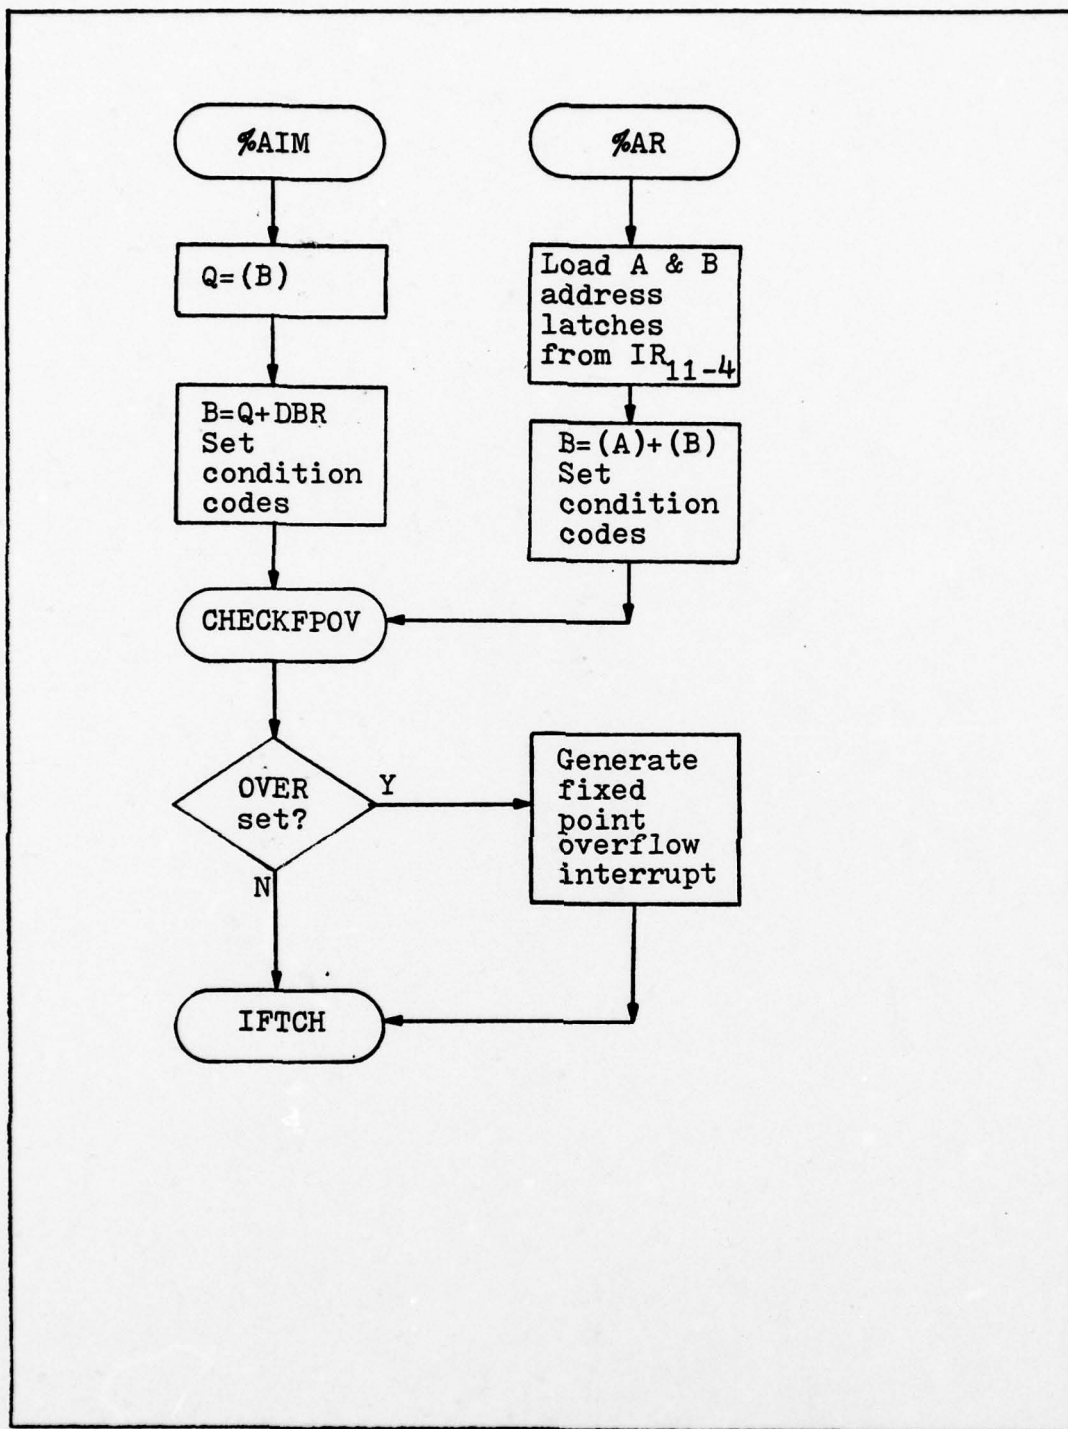 %AIM
Q=(B)
B=Q+DBR
Set
condition
codes
%AR
Load A & B
address
latches
from IR11-4
B=(A)+(B)
Set
condition
codes
CHECKFPOV
OVER
set?
Y
N
Generate
fixed
point
overflow
interrupt
IFTCH